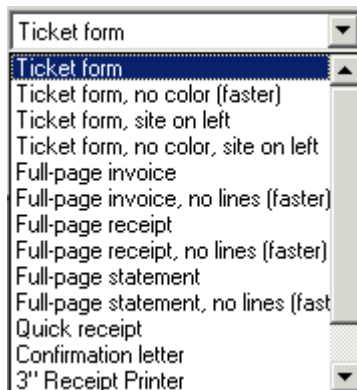 Ticket form
Ticket form
Ticket form, no color (faster)
Ticket form, site on left
Ticket form, no color, site on left
Full-page invoice
Full-page invoice, no lines (faster)
Full-page receipt
Full-page receipt, no lines (faster)
Full-page statement
Full-page statement, no lines (fast
Quick receipt
Confirmation letter
3" Receipt Printer